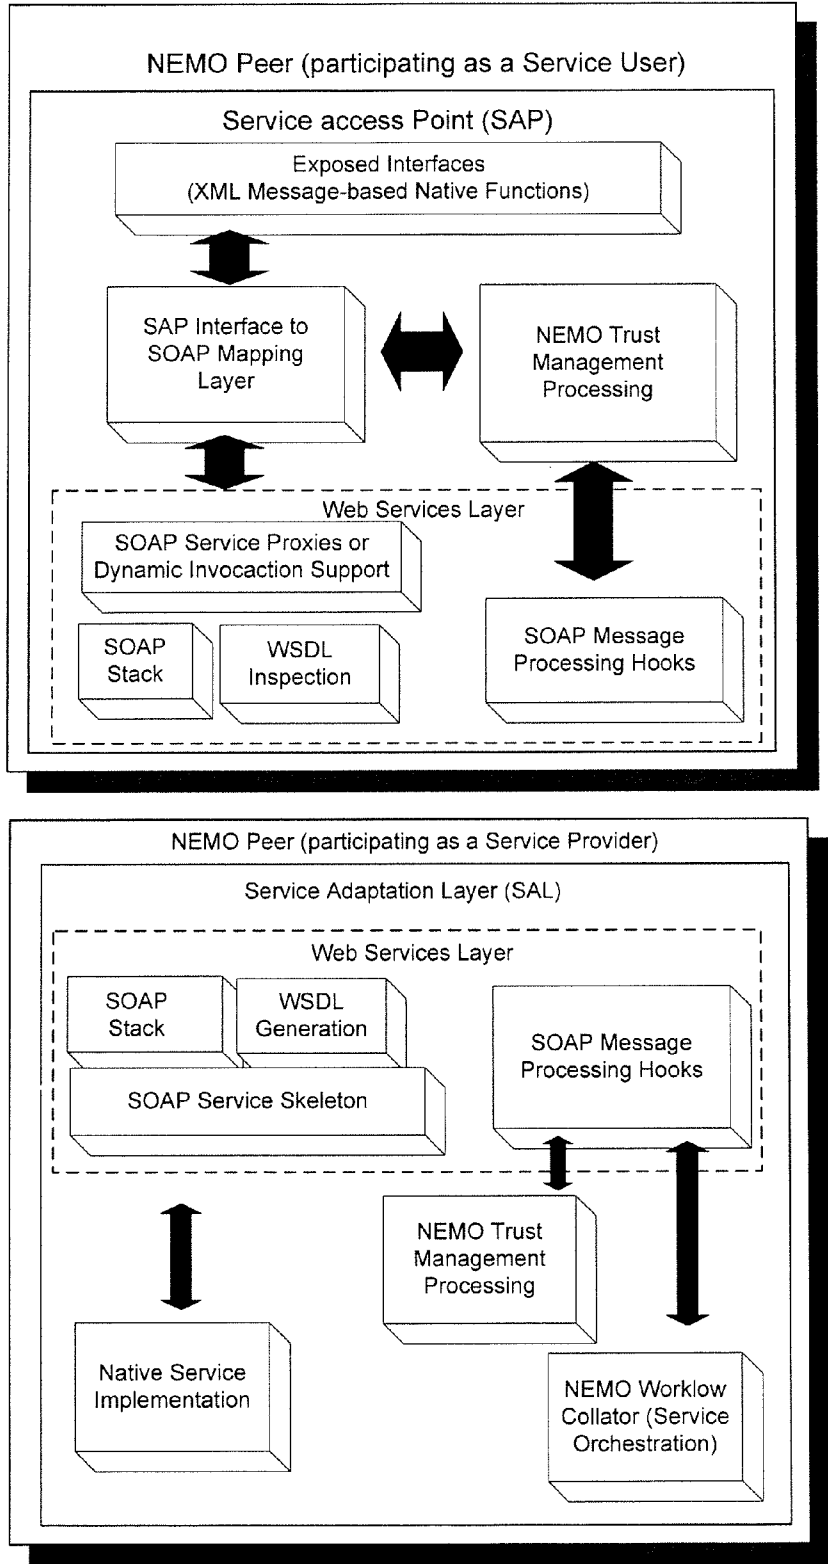 NEMO Peer (participating as a Service User)
Service access Point (SAP)
Exposed Interfaces
(XML Message-based Native Functions)
SAP Interface to
SOAP Mapping
Layer
NEMO Trust
Management
Processing
Web Services Layer
SOAP Service Proxies or
Dynamic Invocaction Support
SOAP
Stack
WSDL
Inspection
SOAP Message
Processing Hooks
NEMO Peer (participating as a Service Provider)
Service Adaptation Layer (SAL)
Web Services Layer
SOAP
Stack
WSDL
Generation
SOAP Message
Processing Hooks
SOAP Service Skeleton
NEMO Trust
Management
Processing
Native Service
Implementation
NEMO Worklow
Collator (Service
Orchestration)